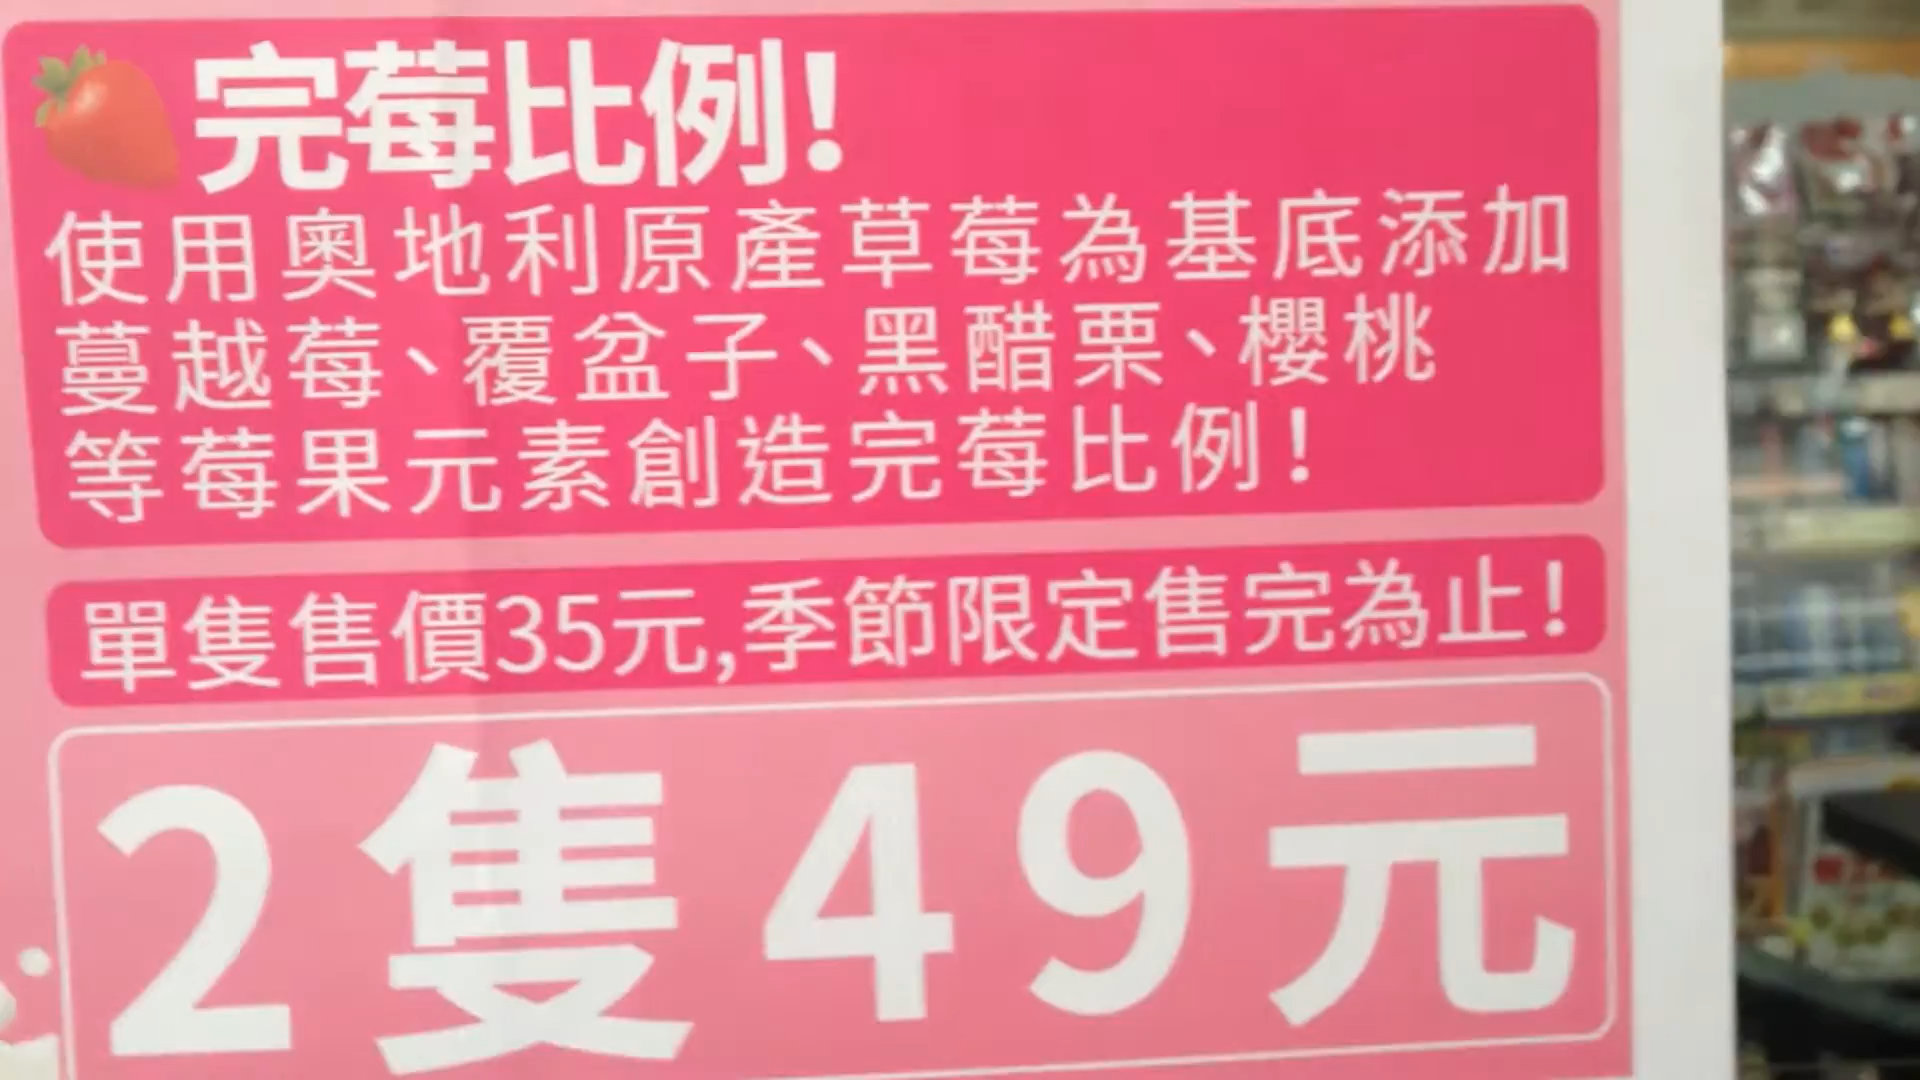 完莓比例!
使用奧地利原產草莓為基底添加
蔓越莓、覆盆子、黑醋栗、櫻桃
等莓果元素創造完莓比例!
單隻售價35元,季節限定售完為止!
2隻49元